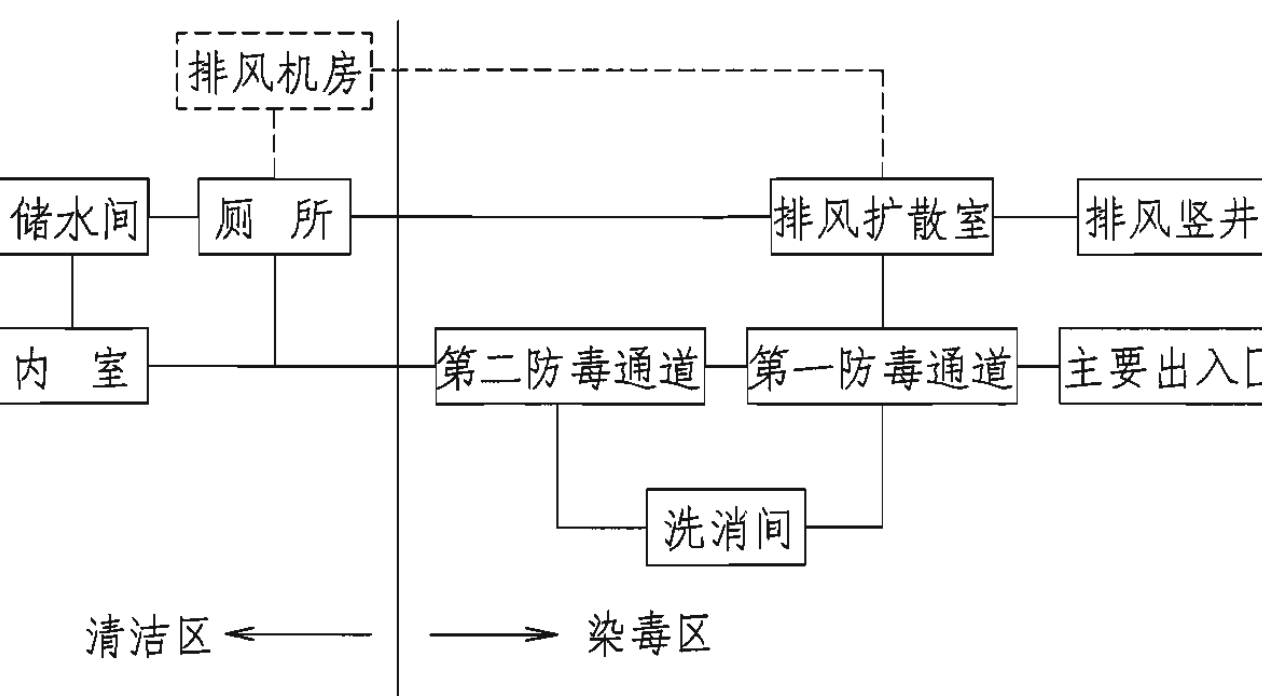 排风机房
储水间 厕所 排风扩散室 排风竖井
内室 第二防毒通道 第一防毒通道 主要出入口
洗消间
清洁区 染毒区